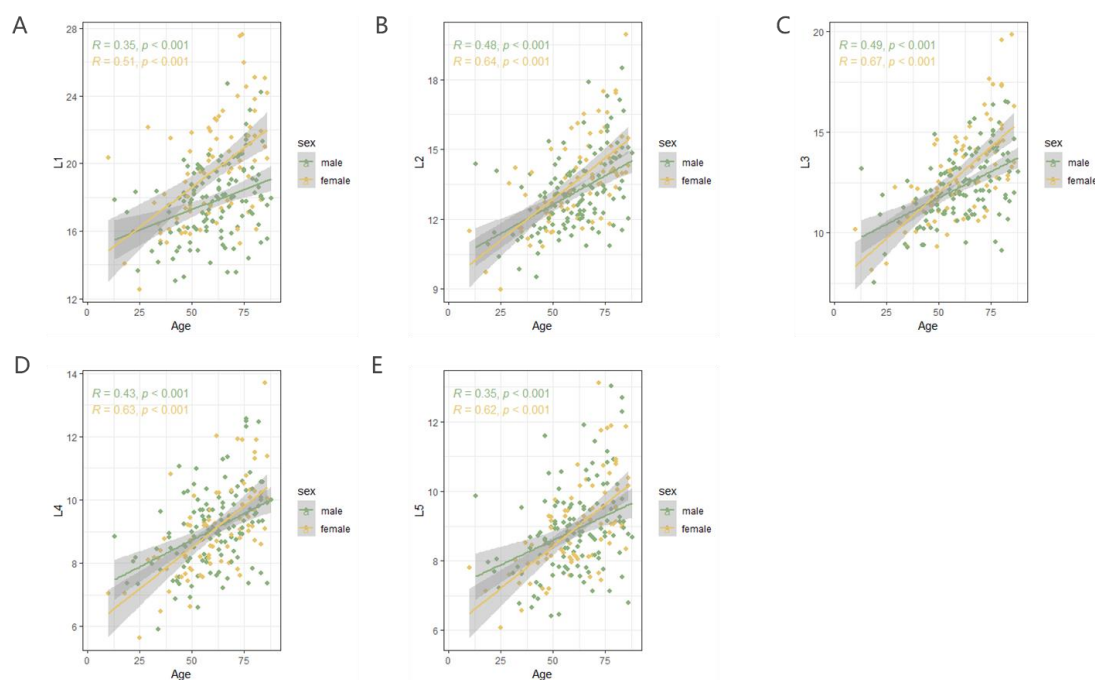 A
R = 0.35, p < 0.001
R = 0.51, p < 0.001
28
24
20
16
12
L1
0
25
50
75
Age
sex
male
female
B
R = 0.48, p < 0.001
R = 0.64, p < 0.001
18
15
12
9
L2
0
25
50
75
Age
sex
male
female
C
R = 0.49, p < 0.001
R = 0.67, p < 0.001
20
15
10
L3
0
25
50
75
Age
sex
male
female
D
R = 0.43, p < 0.001
R = 0.63, p < 0.001
14
12
10
8
6
L4
0
25
50
75
Age
sex
male
female
E
R = 0.35, p < 0.001
R = 0.62, p < 0.001
12
10
8
6
L5
0
25
50
75
Age
sex
male
female